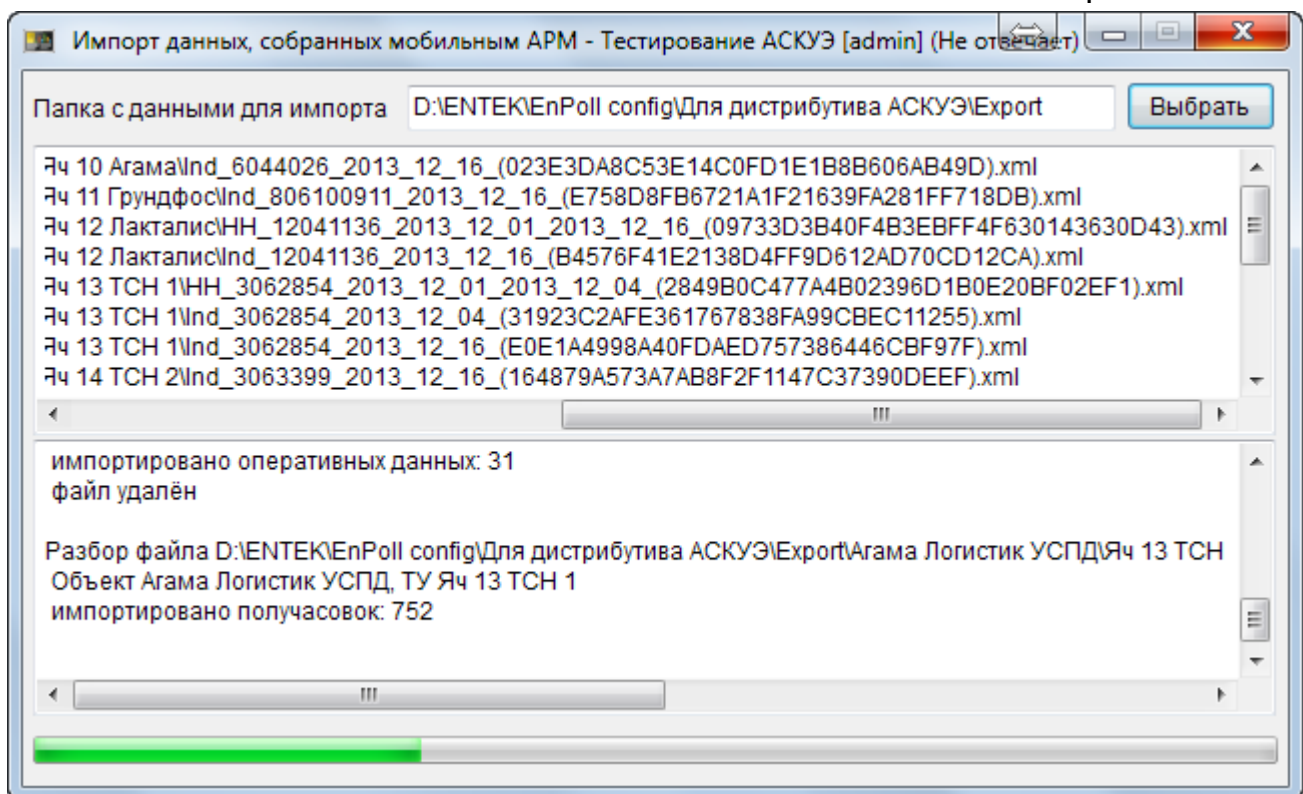 Импорт данных, собранных мобильным АРМ - Тестирование АСКУЭ [admin] (Не отвечает)
Папка с данными для импорта D:\ENTEK\EnPoll config\Для дистрибутива АСКУЭ\Export Выбрать
Яч 10 Агама\Ind_6044026_2013_12_16_(023E3DA8C53E14C0FD1E1B8B606AB49D).xml
Яч 11 Грундфос\Ind_806100911_2013_12_16_(E758D8FB6721A1F21639FA281FF718DB).xml
Яч 12 Лакталис\HH_12041136_2013_12_01_2013_12_16_(09733D3B40F4B3EBFF4F630143630D43).xml
Яч 12 Лакталис\Ind_12041136_2013_12_16_(B4576F41E2138D4FF9D612AD70CD12CA).xml
Яч 13 ТСН 1\HH_3062854_2013_12_01_2013_12_04_(2849B0C477A4B02396D1B0E20BF02EF1).xml
Яч 13 ТСН 1\Ind_3062854_2013_12_04_(31923C2AFE361767838FA99CBEC11255).xml
Яч 13 ТСН 1\Ind_3062854_2013_12_16_(E0E1A4998A40FDAED757386446CBF97F).xml
Яч 14 ТСН 2\Ind_3063399_2013_12_16_(164879A573A7AB8F2F1147C37390DEEF).xml
импортировано оперативных данных: 31
файл удалён
Разбор файла D:\ENTEK\EnPoll config\Для дистрибутива АСКУЭ\Export\Агама Логистик УСПД\Яч 13 ТСН
Объект Агама Логистик УСПД, ТУ Яч 13 ТСН 1
импортировано получасовок: 752